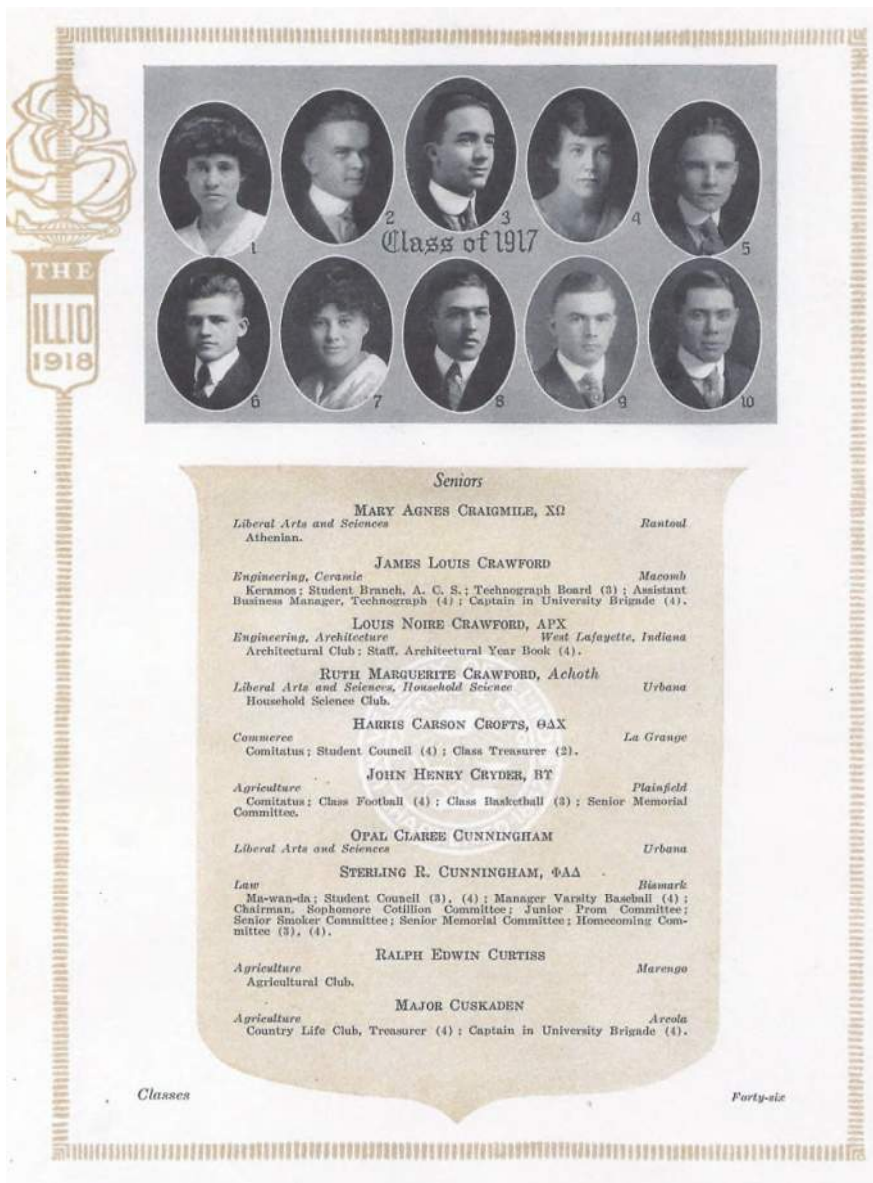 THE
ILLIO
1918
1
2
3
4
5
Class of 1917
6
7
8
9
10
Seniors
MARY AGNES CRAIGMILE, ΧΩ
Liberal Arts and Sciences Rantoul
Athenian.
JAMES LOUIS CRAWFORD
Engineering, Ceramic Macomb
Keramos; Student Branch, A. C. S.; Technograph Board (3); Assistant
Business Manager, Technograph (4); Captain in University Brigade (4).
LOUIS NOIRE CRAWFORD, ΑΡΧ
Engineering, Architecture West Lafayette, Indiana
Architectural Club; Staff, Architectural Year Book (4).
RUTH MARGUERITE CRAWFORD, Achoth
Liberal Arts and Sciences, Household Science Urbana
Household Science Club.
HARRIS CARSON CROFTS, ΘΔΧ
Commerce La Grange
Comitatus; Student Council (4); Class Treasurer (2).
JOHN HENRY CRYDER, ΒΥ
Agriculture Plainfield
Comitatus; Class Football (4); Class Basketball (3); Senior Memorial
Committee.
OPAL CLAREE CUNNINGHAM
Liberal Arts and Sciences Urbana
STERLING R. CUNNINGHAM, ΦΑΔ
Law Bismark
Ma-wan-da; Student Council (3), (4); Manager Varsity Baseball (4);
Chairman, Sophomore Cotillion Committee; Junior Prom Committee;
Senior Smoker Committee; Senior Memorial Committee; Homecoming Com-
mittee (3), (4).
RALPH EDWIN CURTISS
Agriculture Marengo
Agricultural Club.
MAJOR CUSKADEN
Agriculture Arcola
Country Life Club, Treasurer (4); Captain in University Brigade (4).
Classes Forty-six